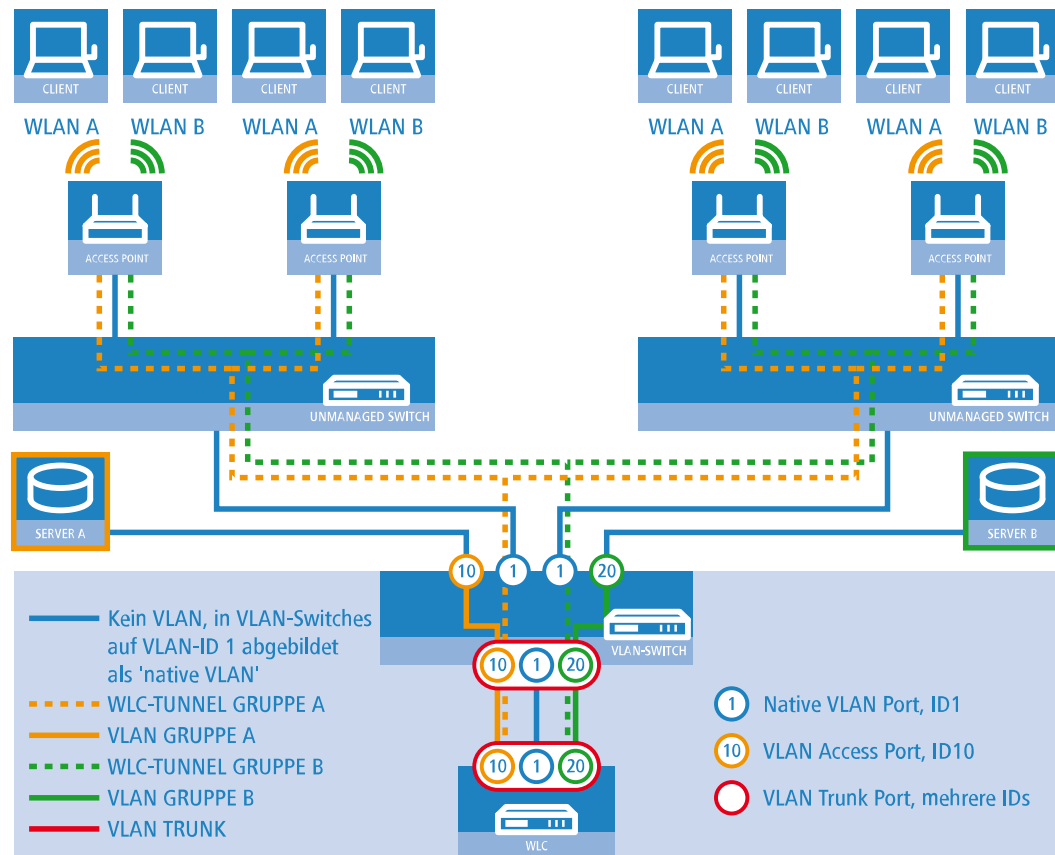 CLIENT CLIENT CLIENT CLIENT CLIENT CLIENT CLIENT CLIENT
WLAN A WLAN B WLAN A WLAN B WLAN A WLAN B WLAN A WLAN B
ACCESS POINT ACCESS POINT ACCESS POINT ACCESS POINT
UNMANAGED SWITCH UNMANAGED SWITCH
SERVER A SERVER B
10 1 1 20
VLAN-SWITCH
10 1 20
10 1 20
WLC
Kein VLAN, in VLAN-Switches
auf VLAN-ID 1 abgebildet
als 'native VLAN'
WLC-TUNNEL GRUPPE A
VLAN GRUPPE A
WLC-TUNNEL GRUPPE B
VLAN GRUPPE B
VLAN TRUNK
1 Native VLAN Port, ID1
10 VLAN Access Port, ID10
VLAN Trunk Port, mehrere IDs